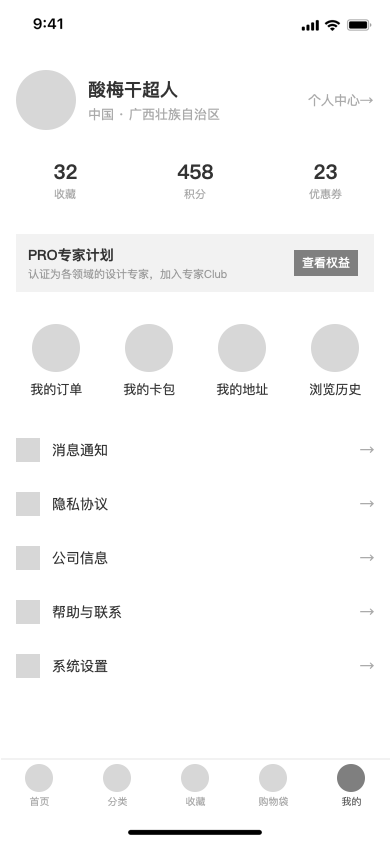 9:41
酸梅干超人
中国 · 广西壮族自治区
个人中心→
32 458 23
收藏 积分 优惠券
PRO专家计划
认证为各领域的设计专家，加入专家Club
查看权益
我的订单 我的卡包 我的地址 浏览历史
消息通知 →
隐私协议 →
公司信息 →
帮助与联系 →
系统设置 →
首页 分类 收藏 购物袋 我的